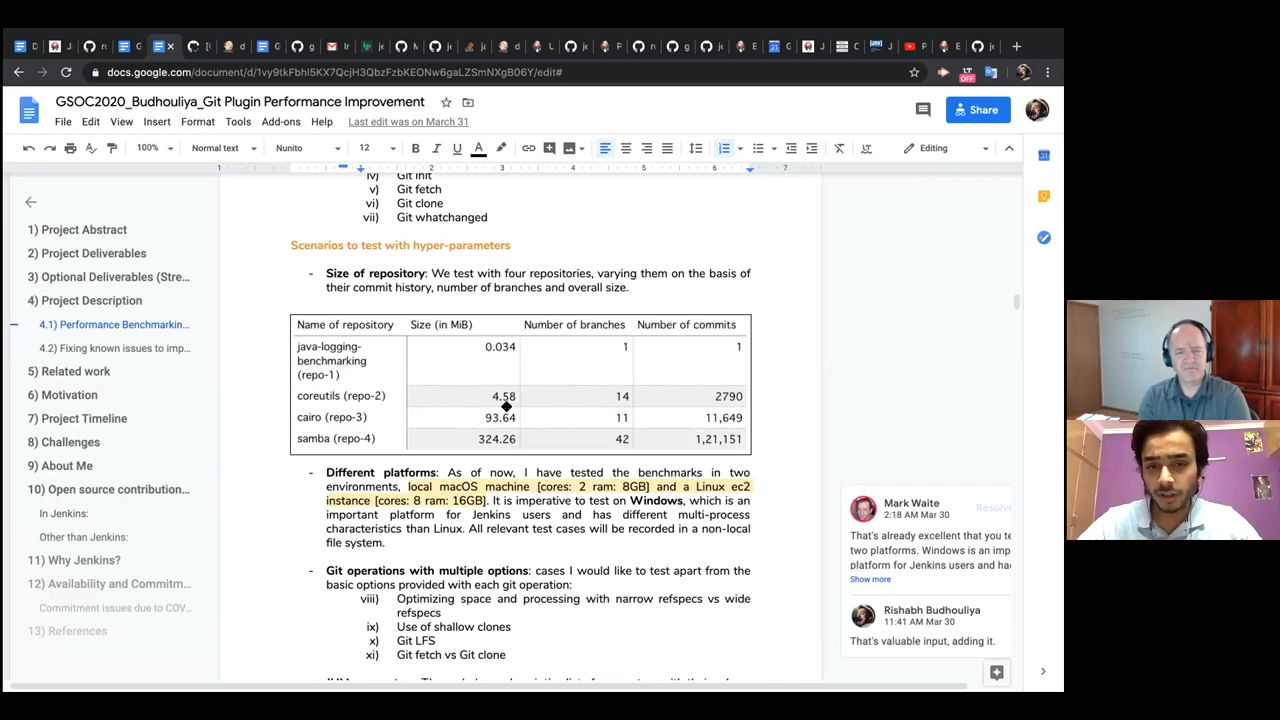 docs.google.com/document/d/1vy9tkFbhI5KX7QcjH3QbzFzbKEONw6gaLZSmNXgB06Y/edit#
LT
OFF
GSOC2020_Budhouliya_Git Plugin Performance Improvement
File Edit View Insert Format Tools Add-ons Help Last edit was on March 31
Share
100% Normal text Nunito 12 B I U A Editing
1 1 2 3 4 5 6 7
1) Project Abstract
2) Project Deliverables
3) Optional Deliverables (Stre...
4) Project Description
4.1) Performance Benchmarkin...
4.2) Fixing known issues to imp...
5) Related work
6) Motivation
7) Project Timeline
8) Challenges
9) About Me
10) Open source contribution...
In Jenkins:
Other than Jenkins:
11) Why Jenkins?
12) Availability and Commitm...
Commitment issues due to COV...
13) References
iv) Git init
v) Git fetch
vi) Git clone
vii) Git whatchanged
Scenarios to test with hyper-parameters
- Size of repository: We test with four repositories, varying them on the basis of
their commit history, number of branches and overall size.
Name of repository Size (in MiB) Number of branches Number of commits
java-logging- 0.034 1 1
benchmarking
(repo-1)
coreutils (repo-2) 4.58 14 2790
cairo (repo-3) 93.64 11 11,649
samba (repo-4) 324.26 42 1,21,151
- Different platforms: As of now, I have tested the benchmarks in two
environments, local macOS machine [cores: 2 ram: 8GB] and a Linux ec2
instance [cores: 8 ram: 16GB]. It is imperative to test on Windows, which is an
important platform for Jenkins users and has different multi-process
characteristics than Linux. All relevant test cases will be recorded in a non-local
file system.
- Git operations with multiple options: cases I would like to test apart from the
basic options provided with each git operation:
viii) Optimizing space and processing with narrow refspecs vs wide
refspecs
ix) Use of shallow clones
x) Git LFS
xi) Git fetch vs Git clone
Mark Waite
2:18 AM Mar 30
Resolve
That's already excellent that you te
two platforms. Windows is an imp
platform for Jenkins users and ha
Show more
Rishabh Budhouliya
11:41 AM Mar 30
That's valuable input, adding it.